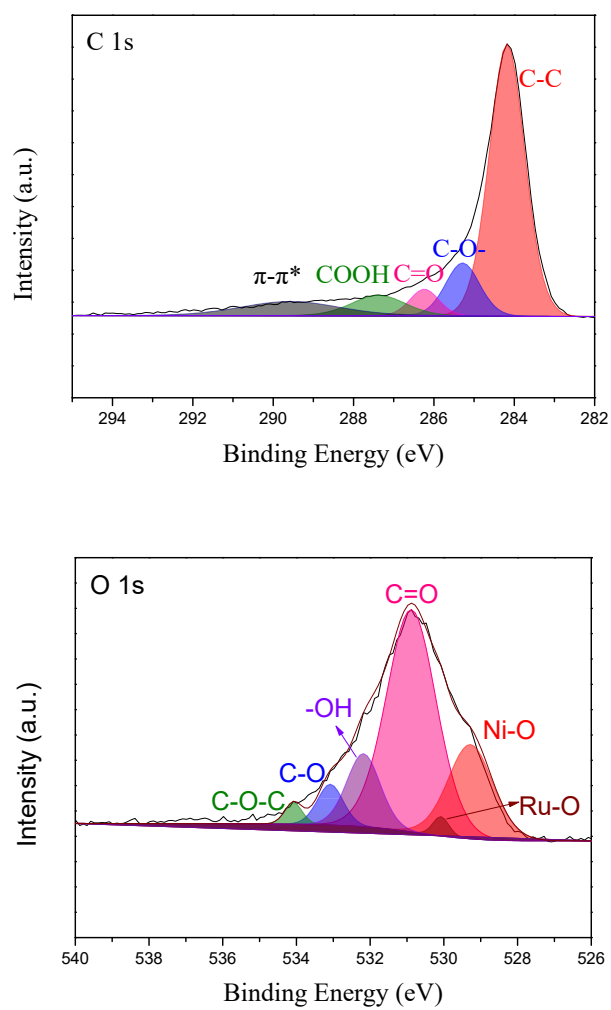 C 1s
C-C
C-O-
π-π* COOH C=O
Intensity (a.u.)
294 292 290 288 286 284 282
Binding Energy (eV)
O 1s
C=O
-OH
Ni-O
C-O
C-O-C
Ru-O
Intensity (a.u.)
540 538 536 534 532 530 528 526
Binding Energy (eV)